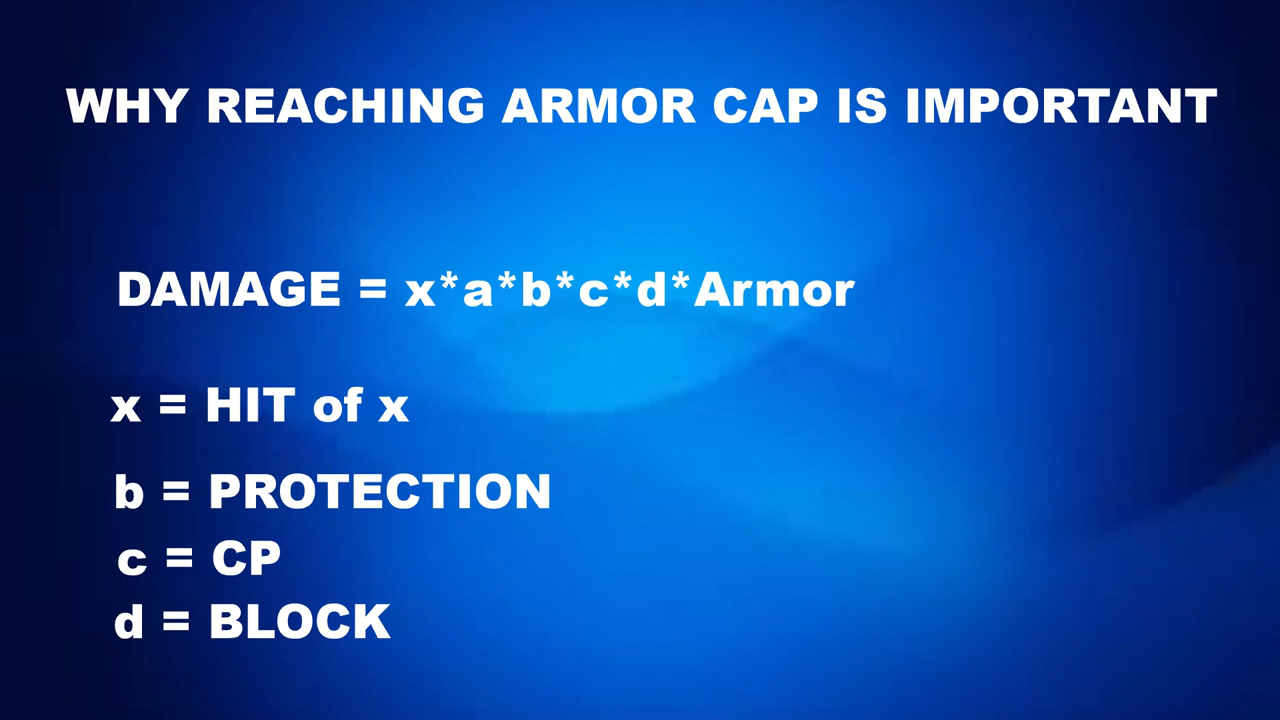 WHY REACHING ARMOR CAP IS IMPORTANT
DAMAGE = x*a*b*c*d*Armor
x = HIT of x
b = PROTECTION
c = CP
d = BLOCK